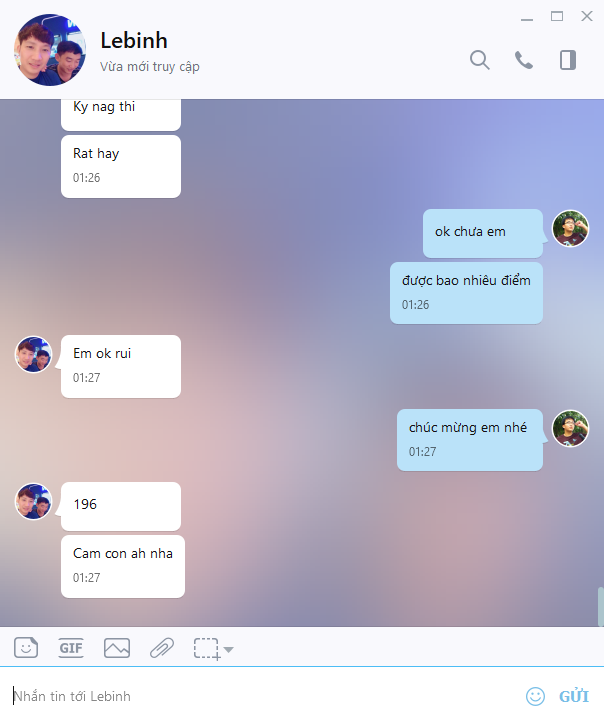 Lebinh
Vừa mới truy cập
Ky nag thi
Rat hay
01:26
ok chưa em
được bao nhiêu điểm
01:26
Em ok rui
01:27
chúc mừng em nhé
01:27
196
Cam con ah nha
01:27
GIF
Nhắn tin tới Lebinh
GỬI